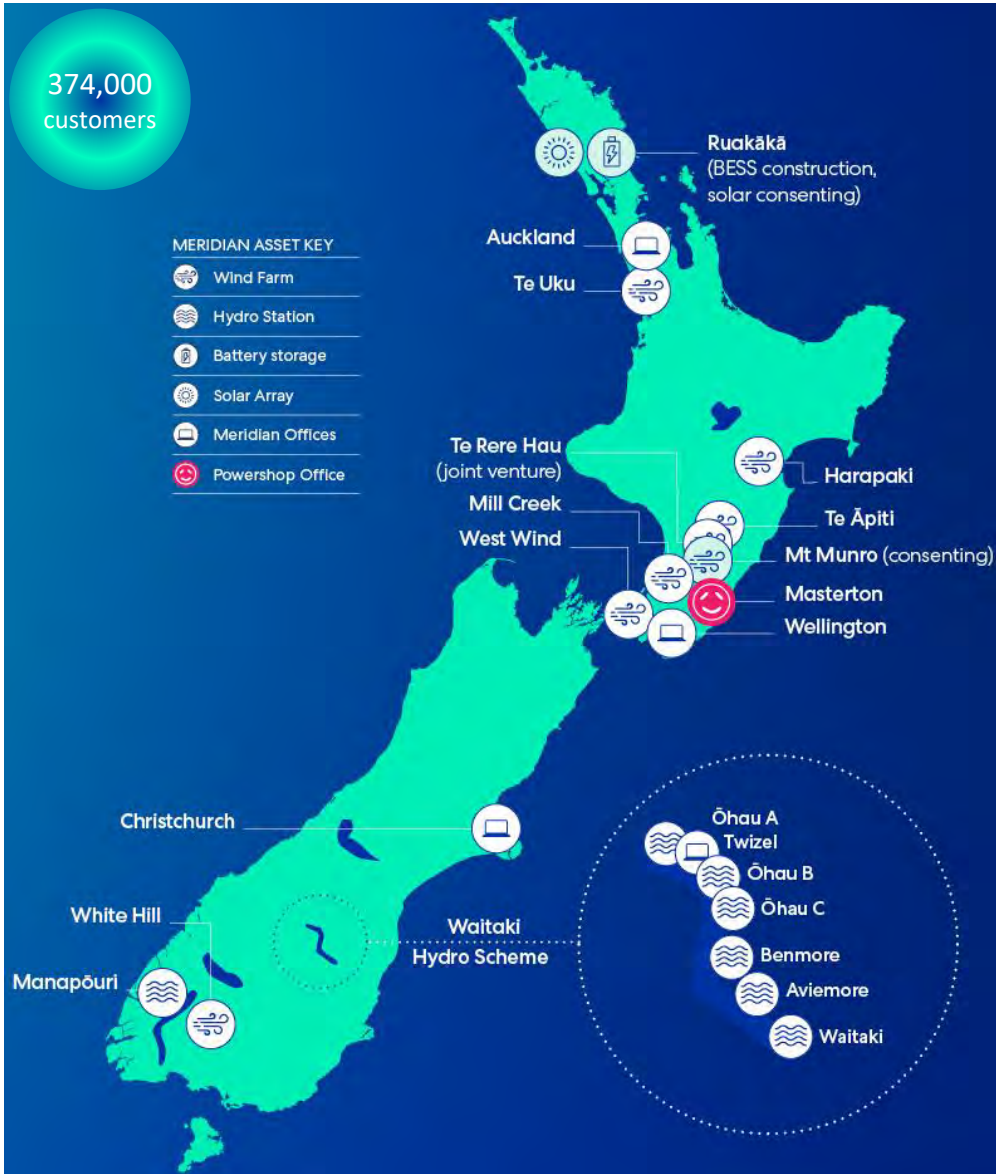 374,000
customers
Ruakākā
(BESS construction,
solar consenting)
MERIDIAN ASSET KEY
Wind Farm
Hydro Station
Battery storage
Solar Array
Meridian Offices
Powershop Office
Auckland
Te Uku
Te Rere Hau
(joint venture)
Mill Creek
West Wind
Harapaki
Te Āpiti
Mt Munro (consenting)
Masterton
Wellington
Christchurch
White Hill
Manapōuri
Waitaki
Hydro Scheme
Ōhau A
Twizel
Ōhau B
Ōhau C
Benmore
Aviemore
Waitaki